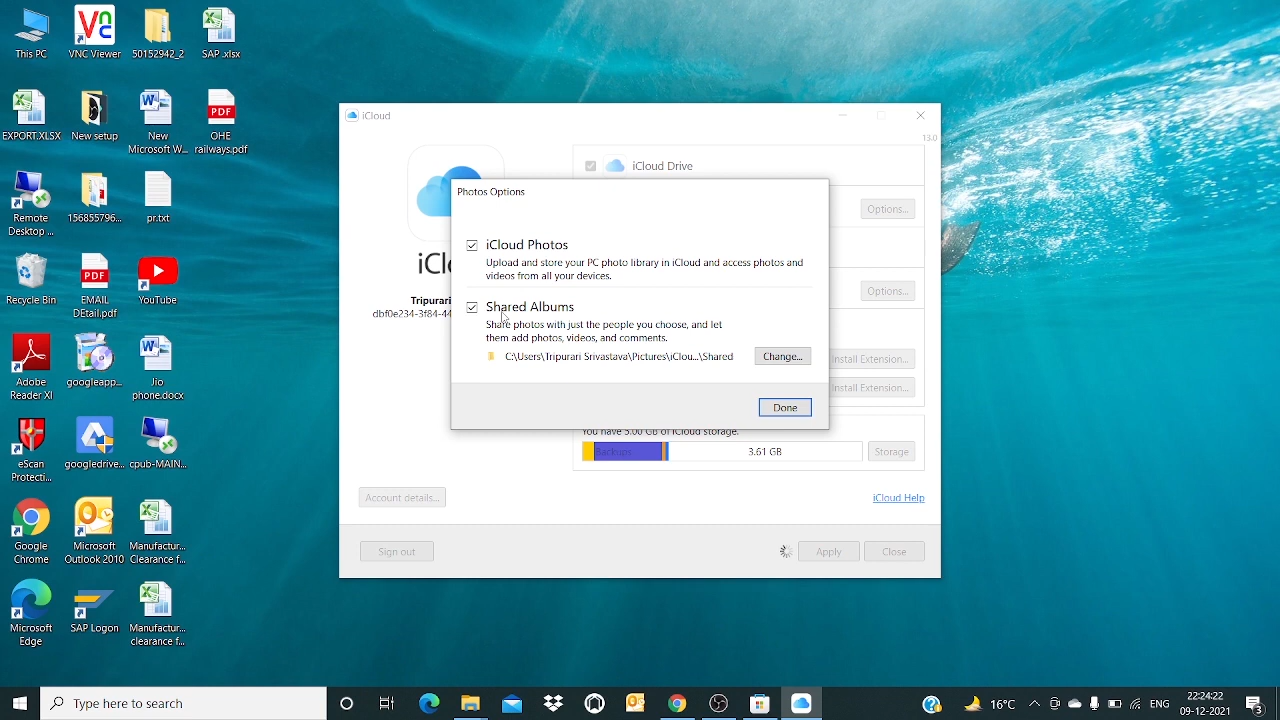 This PC
VNC Viewer
50152942_2
SAP .xlsx
EXPORT.XLSX
New setup
New
Microsoft W...
PDF
OHE
railways.pdf
Remote
Desktop ...
156855796...
pr.txt
Recycle Bin
PDF
EMAIL
DEtail.pdf
YouTube
Adobe
Reader XI
googleapp...
Jio
phone.docx
eScan
Protecti...
googledrive...
cpub-MAIN...
Google
Chrome
Microsoft
Outlook 2010
Manufactur...
Clearance f...
Microsoft
Edge
SAP Logon
Manufactur...
clearance f...
iCloud
13.0
iCloud Drive
Options...
iCl
Tripurari
dbf0e234-3f84-44
Options...
Install Extension...
Install Extension...
You have 5.00 GB of iCloud storage.
Backups
3.61 GB
Storage
Account details...
iCloud Help
Sign out
Apply
Close
Photos Options
iCloud Photos
Upload and store your PC photo library in iCloud and access photos and
videos from all your devices.
Shared Albums
Share photos with just the people you choose, and let
them add photos, videos, and comments.
C:\Users\Tripurari Srivastava\Pictures\iClou...\Shared
Change...
Done
Type here to search
16°C
22:24:22
09-12-2021